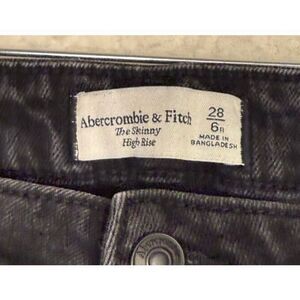 Abercrombie & Fitch
The Skinny
High Rise
28
6R
MADE IN
BANGLADESH